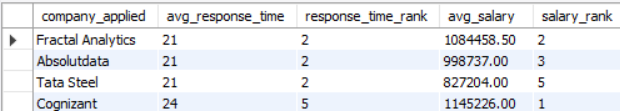 company_applied avg_response_time response_time_rank avg_salary salary_rank
Fractal Analytics 21 2 1084458.50 2
Absolutdata 21 2 998737.00 3
Tata Steel 21 2 827204.00 5
Cognizant 24 5 1145226.00 1